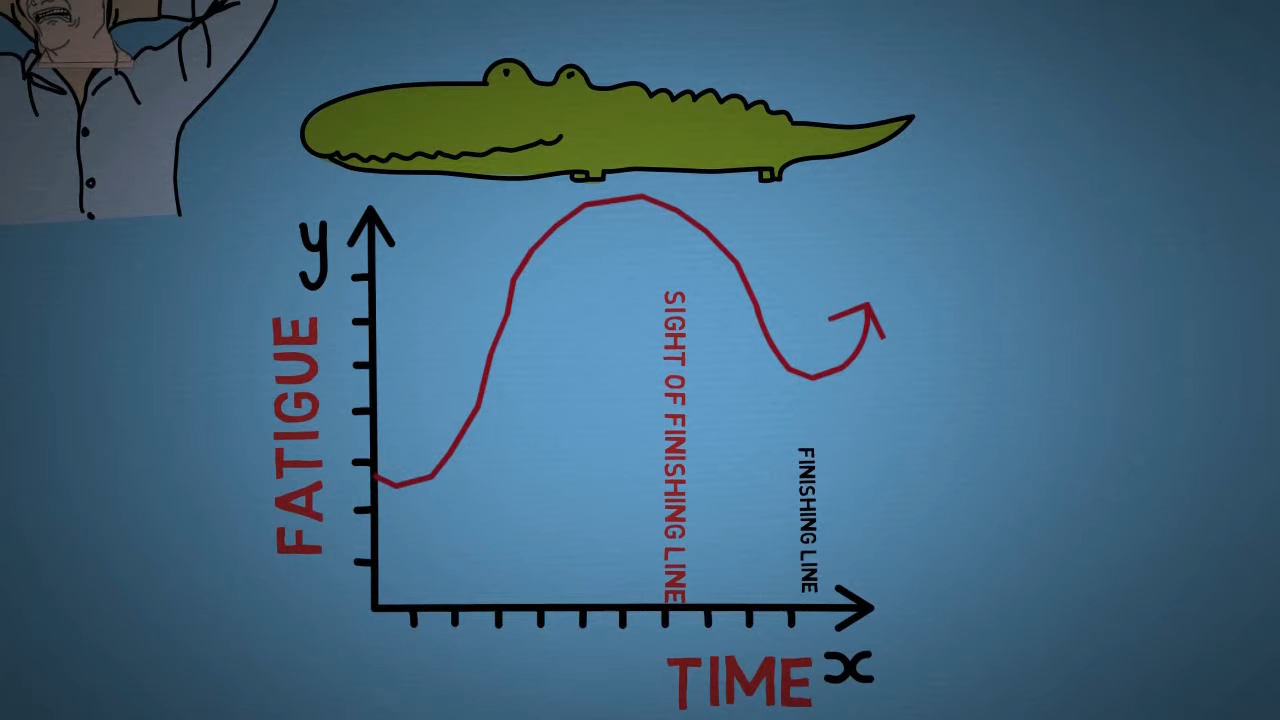 y
FATIGUE
SIGHT OF FINISHING LINE
FINISHING LINE
TIME x